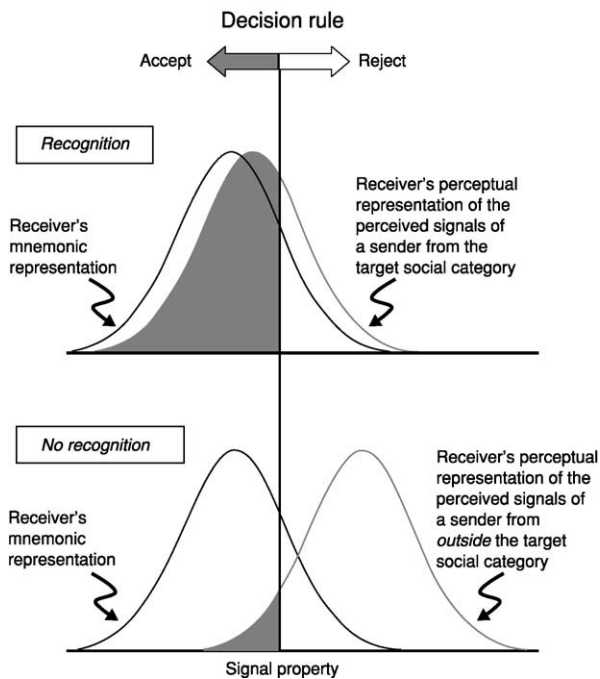 Decision rule
Accept
Reject
Recognition
Receiver's
mnemonic
representation
Receiver's perceptual
representation of the
perceived signals of
a sender from the
target social category
No recognition
Receiver's
mnemonic
representation
Receiver's perceptual
representation of the
perceived signals of
a sender from
outside the target
social category
Signal property